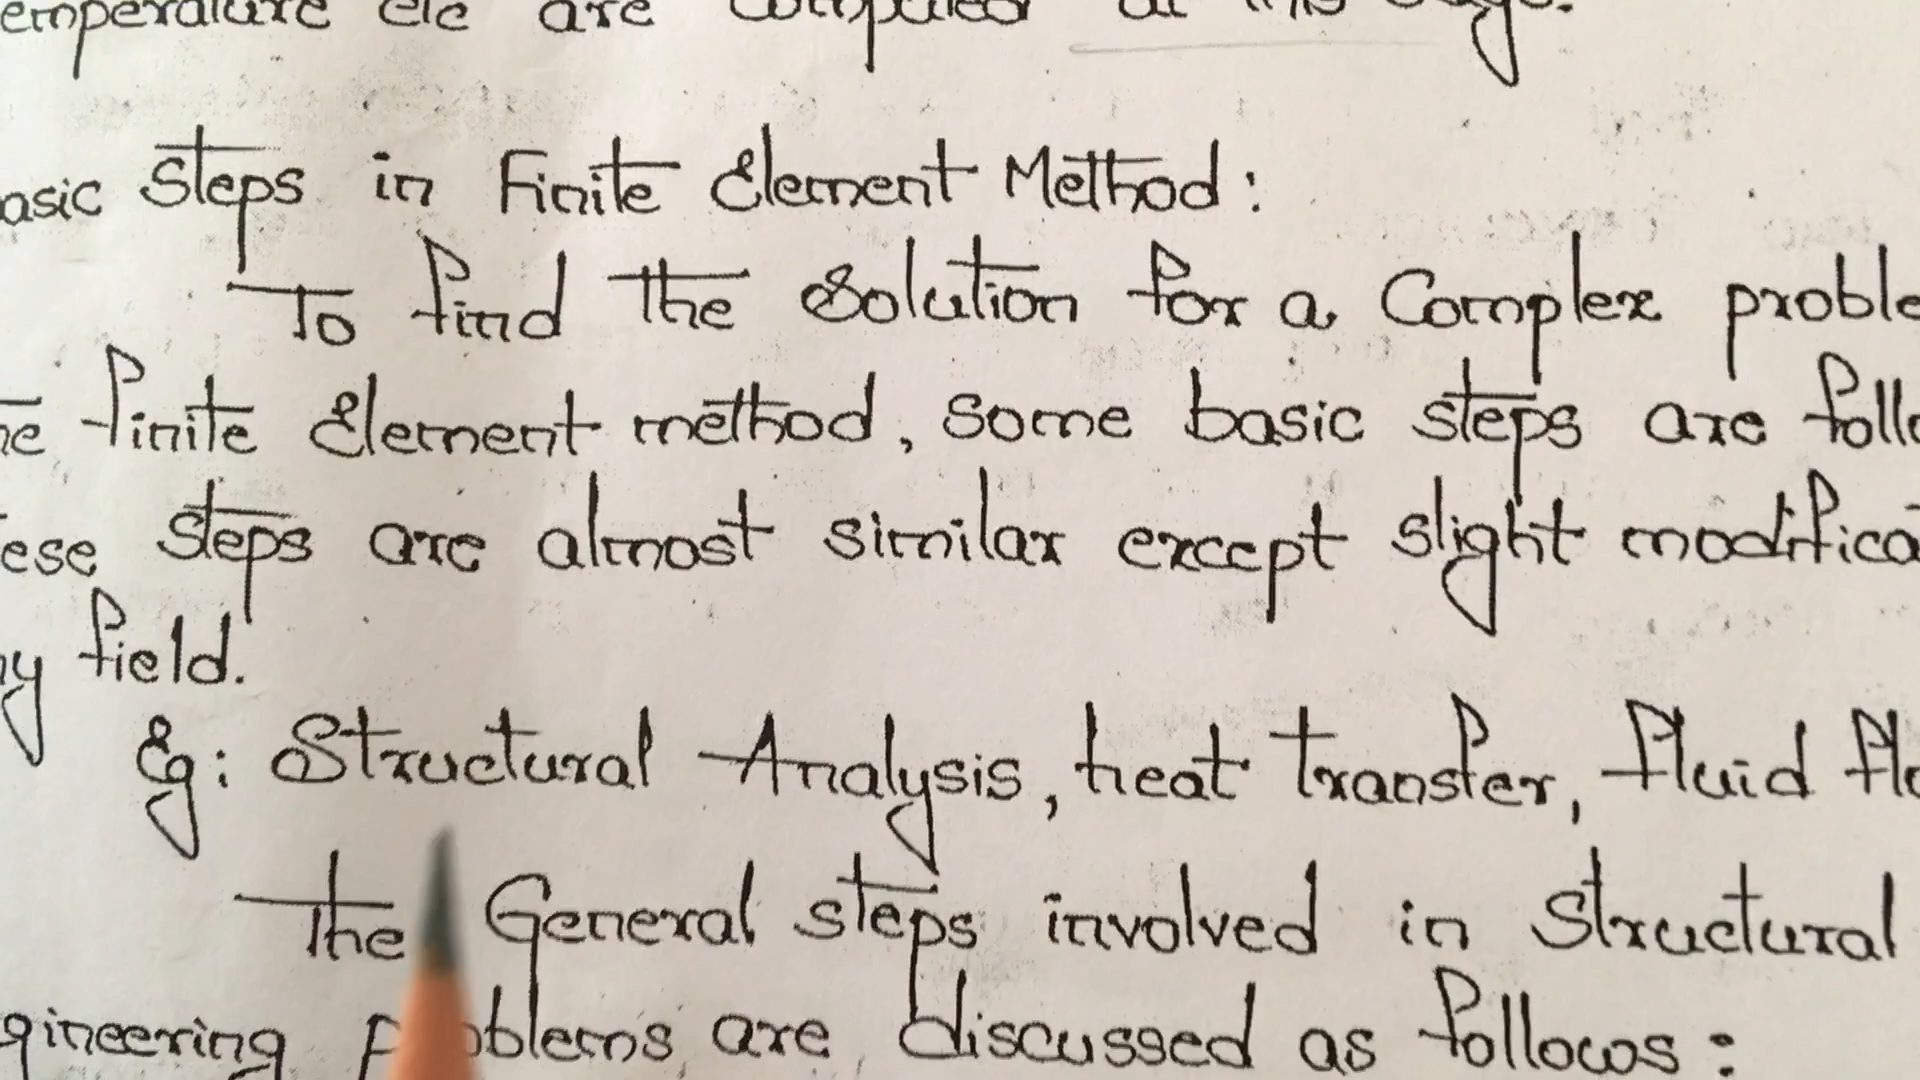 emperature etc are computed at this stage.
asic steps in Finite Element Method:
To find the Solution for a Complex proble
he finite Element method, some basic steps are follo
ese steps are almost similar except slight modifica
ny field.
Eg: Structural Analysis, heat transfer, fluid flo
The General steps involved in Structural
gineering problems are discussed as follows: